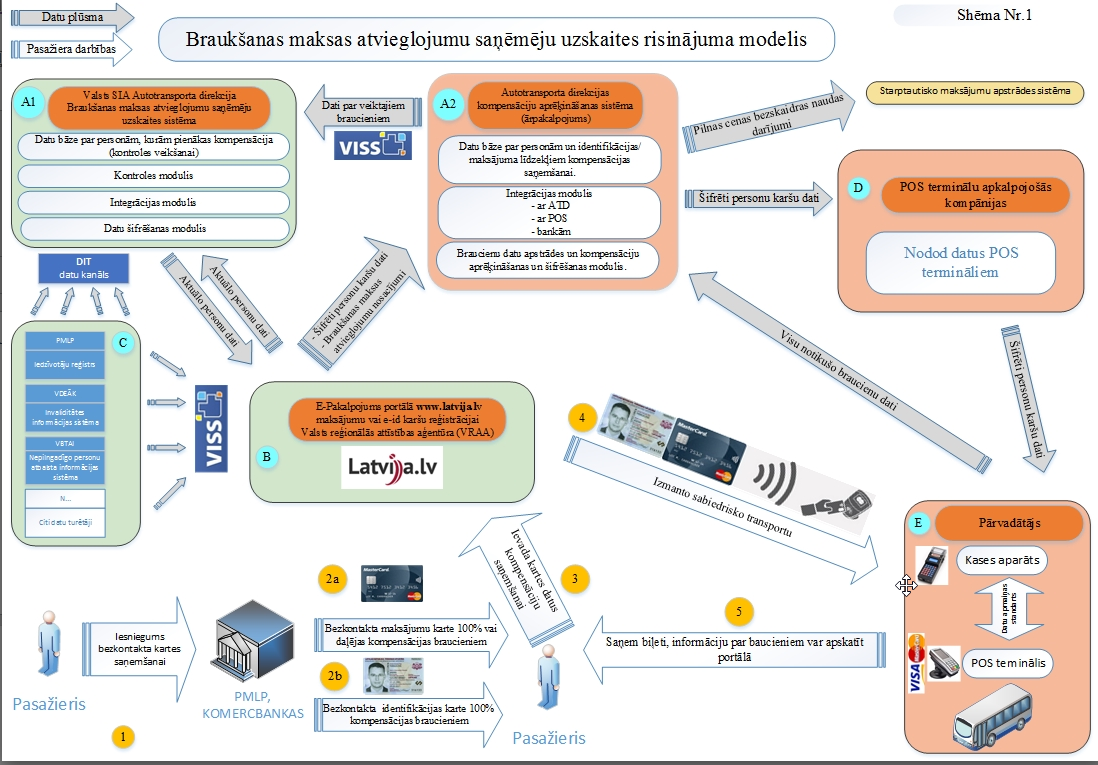 Datu plūsma
Pasažiera darbības
Braukšanas maksas atvieglojumu saņēmēju uzskaites risinājuma modelis
Shēma Nr.1
A1
Valsts SIA Autotransporta direkcija
Braukšanas maksas atvieglojumu saņēmēju
uzskaites sistēma
Datu bāze par personām, kurām pienākas kompensācija
(kontroles veikšanai)
Kontroles modulis
Integrācijas modulis
Datu šifrēšanas modulis
Dati par veiktajiem
braucieniem
VISS
A2
Autotransporta direkcijas
kompensāciju aprēķināšanas sistēma
(ārpakalpojums)
Datu bāze par personām un identifikācijas/
maksājuma līdzekļiem kompensācijas
saņemšanai.
Integrācijas modulis
- ar ATD
- ar POS
- bankām
Braucienu datu apstrādes un kompensāciju
aprēķināšanas un šifrēšanas modulis.
Pilnas cenas bezskaidras naudas
darījumi
Starptautisko maksājumu apstrādes sistēma
Šifrēti personu karšu dati
D
POS terminālu apkalpojošās
kompānijas
Nodod datus POS
termināliem
DIT
datu kanāls
Aktuālo personu dati
Aktuālo personu dati
- Šifrēti personu karšu dati
- Braukšanas maksas
atvieglojumu nosacījumi
Visu notikušo braucienu dati
Šifrēti personu karšu dati
C
PMLP
Iedzīvotāju reģistrs
VDEĀK
Invaliditātes
informācijas sistēma
VBTAI
Nepilngadīgo personu
atbalsta informācijas
sistēma
N...
Citi datu turētāji
VISS
B
E-Pakalpojums portālā www.latvija.lv
maksājumu vai e-id karšu reģistrācijai
Valsts reģionālās attīstības aģentūra (VRAA)
Latvija.lv
4
MasterCard
Izmanto sabiedrisko transportu
E
Pārvadātājs
Kases aparāts
Datu apmaiņas
standarts
POS teminālis
VISA
MasterCard
Ievada kartes datus
kompensāciju
saņemšanai
3
2a
MasterCard
Iesniegums
bezkontakta kartes
saņemšanai
Bezkontakta maksājumu karte 100% vai
daļējas kompensācijas braucieniem
2b
Bezkontakta identifikācijas karte 100%
kompensācijas braucieniem
5
Saņem biļeti, informāciju par baucieniem var apskatīt
portālā
Pasažieris
1
PMLP,
KOMERCBANKAS
Pasažieris